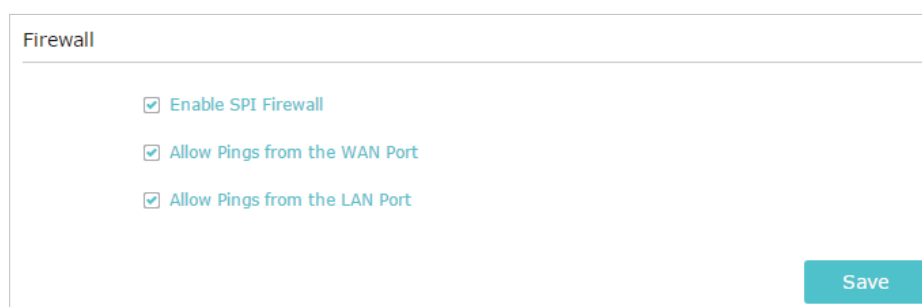 Firewall
Enable SPI Firewall
Allow Pings from the WAN Port
Allow Pings from the LAN Port
Save